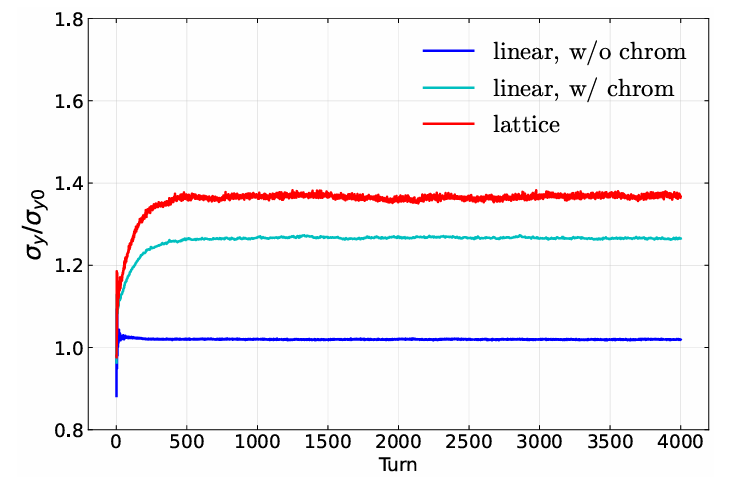 1.8
1.6
1.4
1.2
1.0
0.8
σy/σy0
linear, w/o chrom
linear, w/ chrom
lattice
0 500 1000 1500 2000 2500 3000 3500 4000
Turn